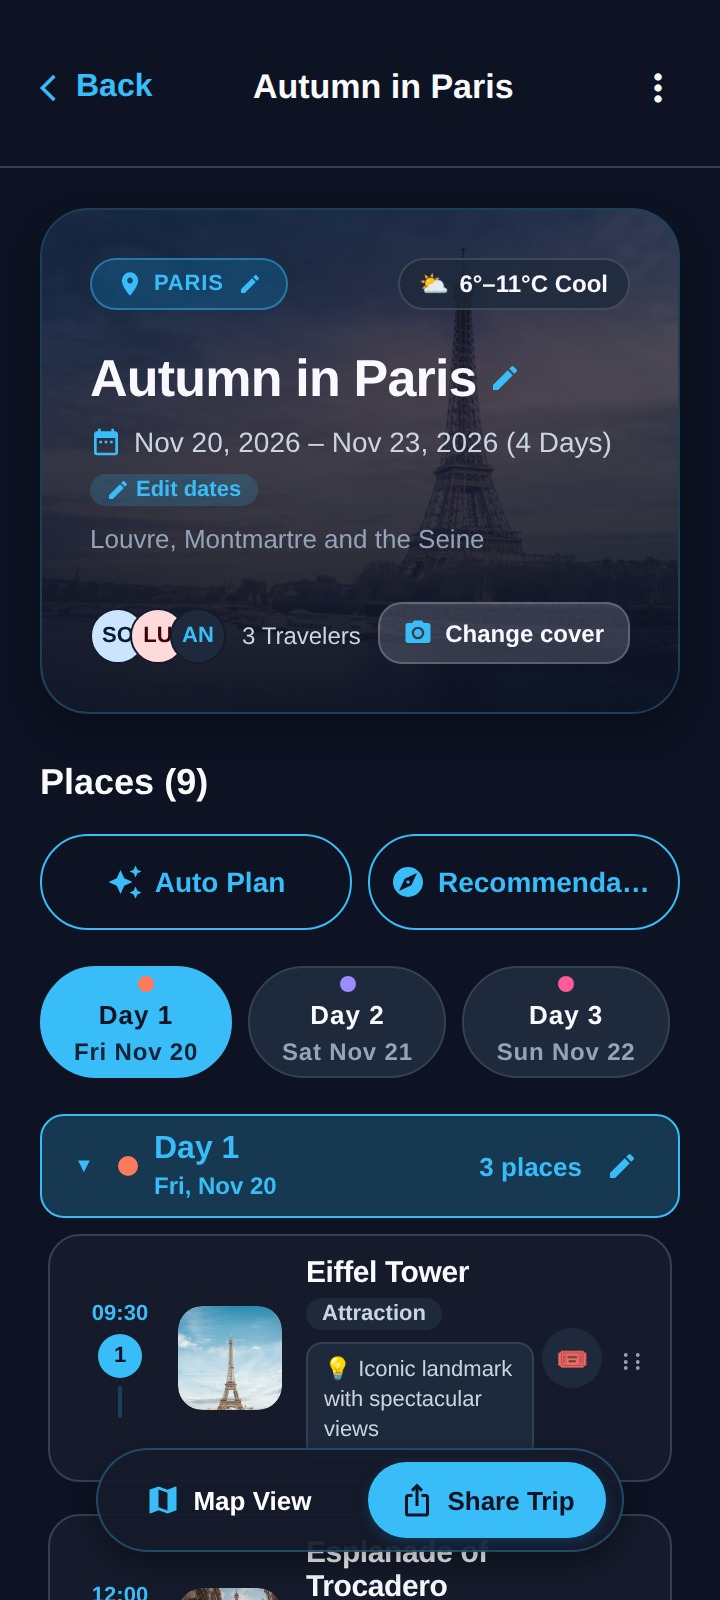 Back
Autumn in Paris
PARIS
⛅ 6°–11°C Cool
Autumn in Paris
Nov 20, 2026 – Nov 23, 2026 (4 Days)
Edit dates
Louvre, Montmartre and the Seine
SO
LU
AN
3 Travelers
Change cover
Places (9)
Auto Plan
Recommenda...
Day 1
Fri Nov 20
Day 2
Sat Nov 21
Day 3
Sun Nov 22
Day 1
Fri, Nov 20
3 places
Eiffel Tower
09:30
1
Attraction
💡 Iconic landmark
with spectacular
views
Map View
Share Trip
Esplanade of
Trocadero
12:00